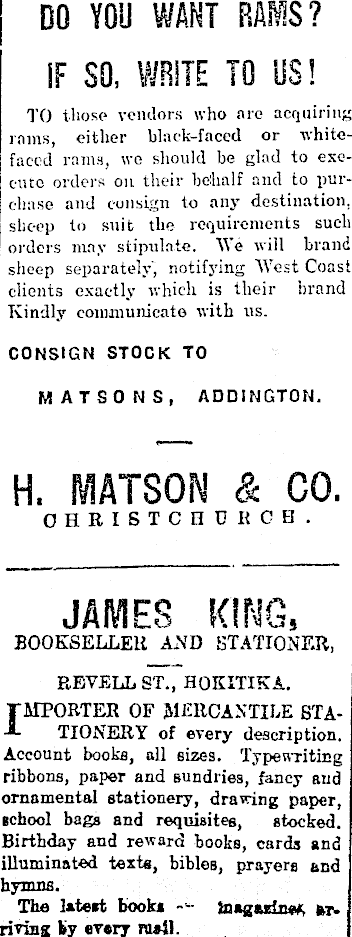 DO YOU WANT RAMS?
IF SO, WRITE TO US!
TO those vendors who are acquiring
rams, either black-faced or white-
faced rams, we should be glad to exe-
cute orders on their behalf and to pur-
chase and consign to any destination,
sheep to suit the requirements such
orders may stipulate. We will brand
sheep separately, notifying West Coast
clients exactly which is their brand
Kindly communicate with us.
CONSIGN STOCK TO
MATSONS, ADDINGTON.
H. MATSON & CO.
CHRISTCHURCH.
JAMES KING,
BOOKSELLER AND STATIONER,
REVELL ST., HOKITIKA.
IMPORTER OF MERCANTILE STA-
TIONERY of every description.
Account books, all sizes. Typewriting
ribbons, paper and sundries, fancy and
ornamental stationery, drawing paper,
school bags and requisites, stocked.
Birthday and reward books, cards and
illuminated texts, bibles, prayers and
hymns.
The latest books magazines ar-
riving by every mail.